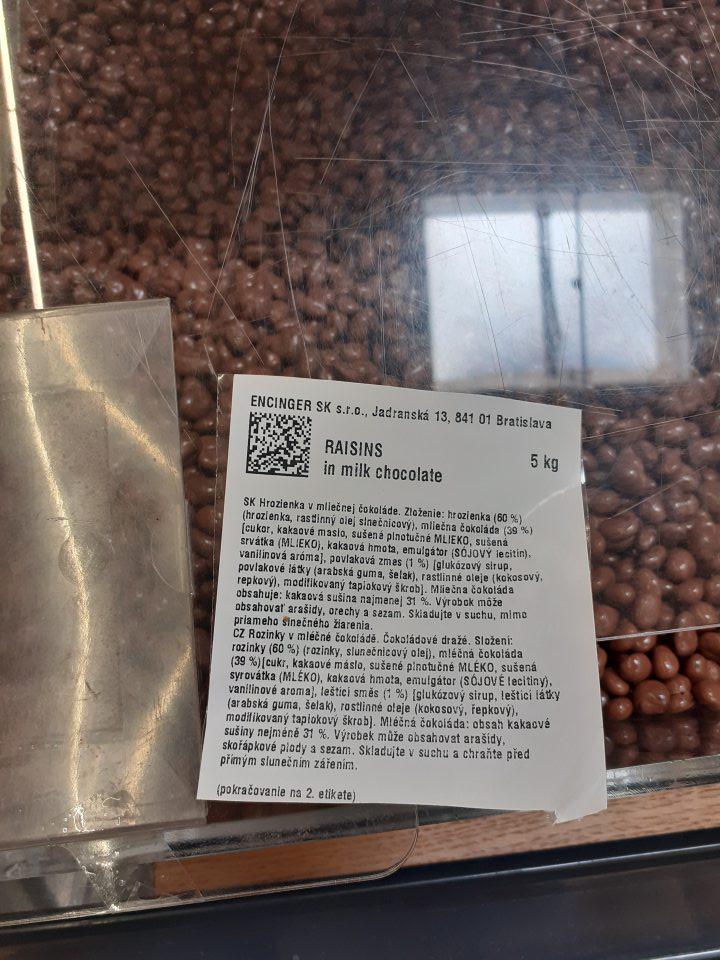 ENCINGER SK s.r.o., Jadranská 13, 841 01 Bratislava
RAISINS
in milk chocolate
5 kg
SK Hrozienka v mliečnej čokoláde. Zloženie: hrozienka (60 %)
(hrozienka, rastlinný olej slnečnicový), mliečna čokoláda (39 %)
[cukor, kakaové maslo, sušené plnotučné MLIEKO, sušená
srvátka (MLIEKO), kakaová hmota, emulgátor (SÓJOVÝ lecitín),
vanilínová aróma], povlaková zmes (1 %) [glukózový sirup,
povlakové látky (arabská guma, šelak), rastlinné oleje (kokosový,
repkový), modifikovaný tapiokový škrob]. Mliečna čokoláda
obsahuje: kakaová sušina najmenej 31 %. Výrobok môže
obsahovať arašidy, orechy a sezam. Skladujte v suchu, mimo
priameho slnečného žiarenia.
CZ Rozinky v mléčné čokoládě. Čokoládové dražé. Složení:
rozinky (60 %) (rozinky, slunečnicový olej), mléčná čokoláda
(39 %)[cukr, kakaové máslo, sušené plnotučné MLÉKO, sušená
syrovátka (MLÉKO), kakaová hmota, emulgátor (SÓJOVÉ lecitiny),
vanilinové aroma], leštící směs (1 %) [glukózový sirup, leštící látky
(arabská guma, šelak), rostlinné oleje (kokosový, řepkový),
modifikovaný tapiokový škrob]. Mléčná čokoláda: obsah kakaové
sušiny nejméně 31 %. Výrobek může obsahovat arašídy,
skořápkové plody a sezam. Skladujte v suchu a chraňte před
přímým slunečním zářením.
(pokračovanie na 2. etikete)